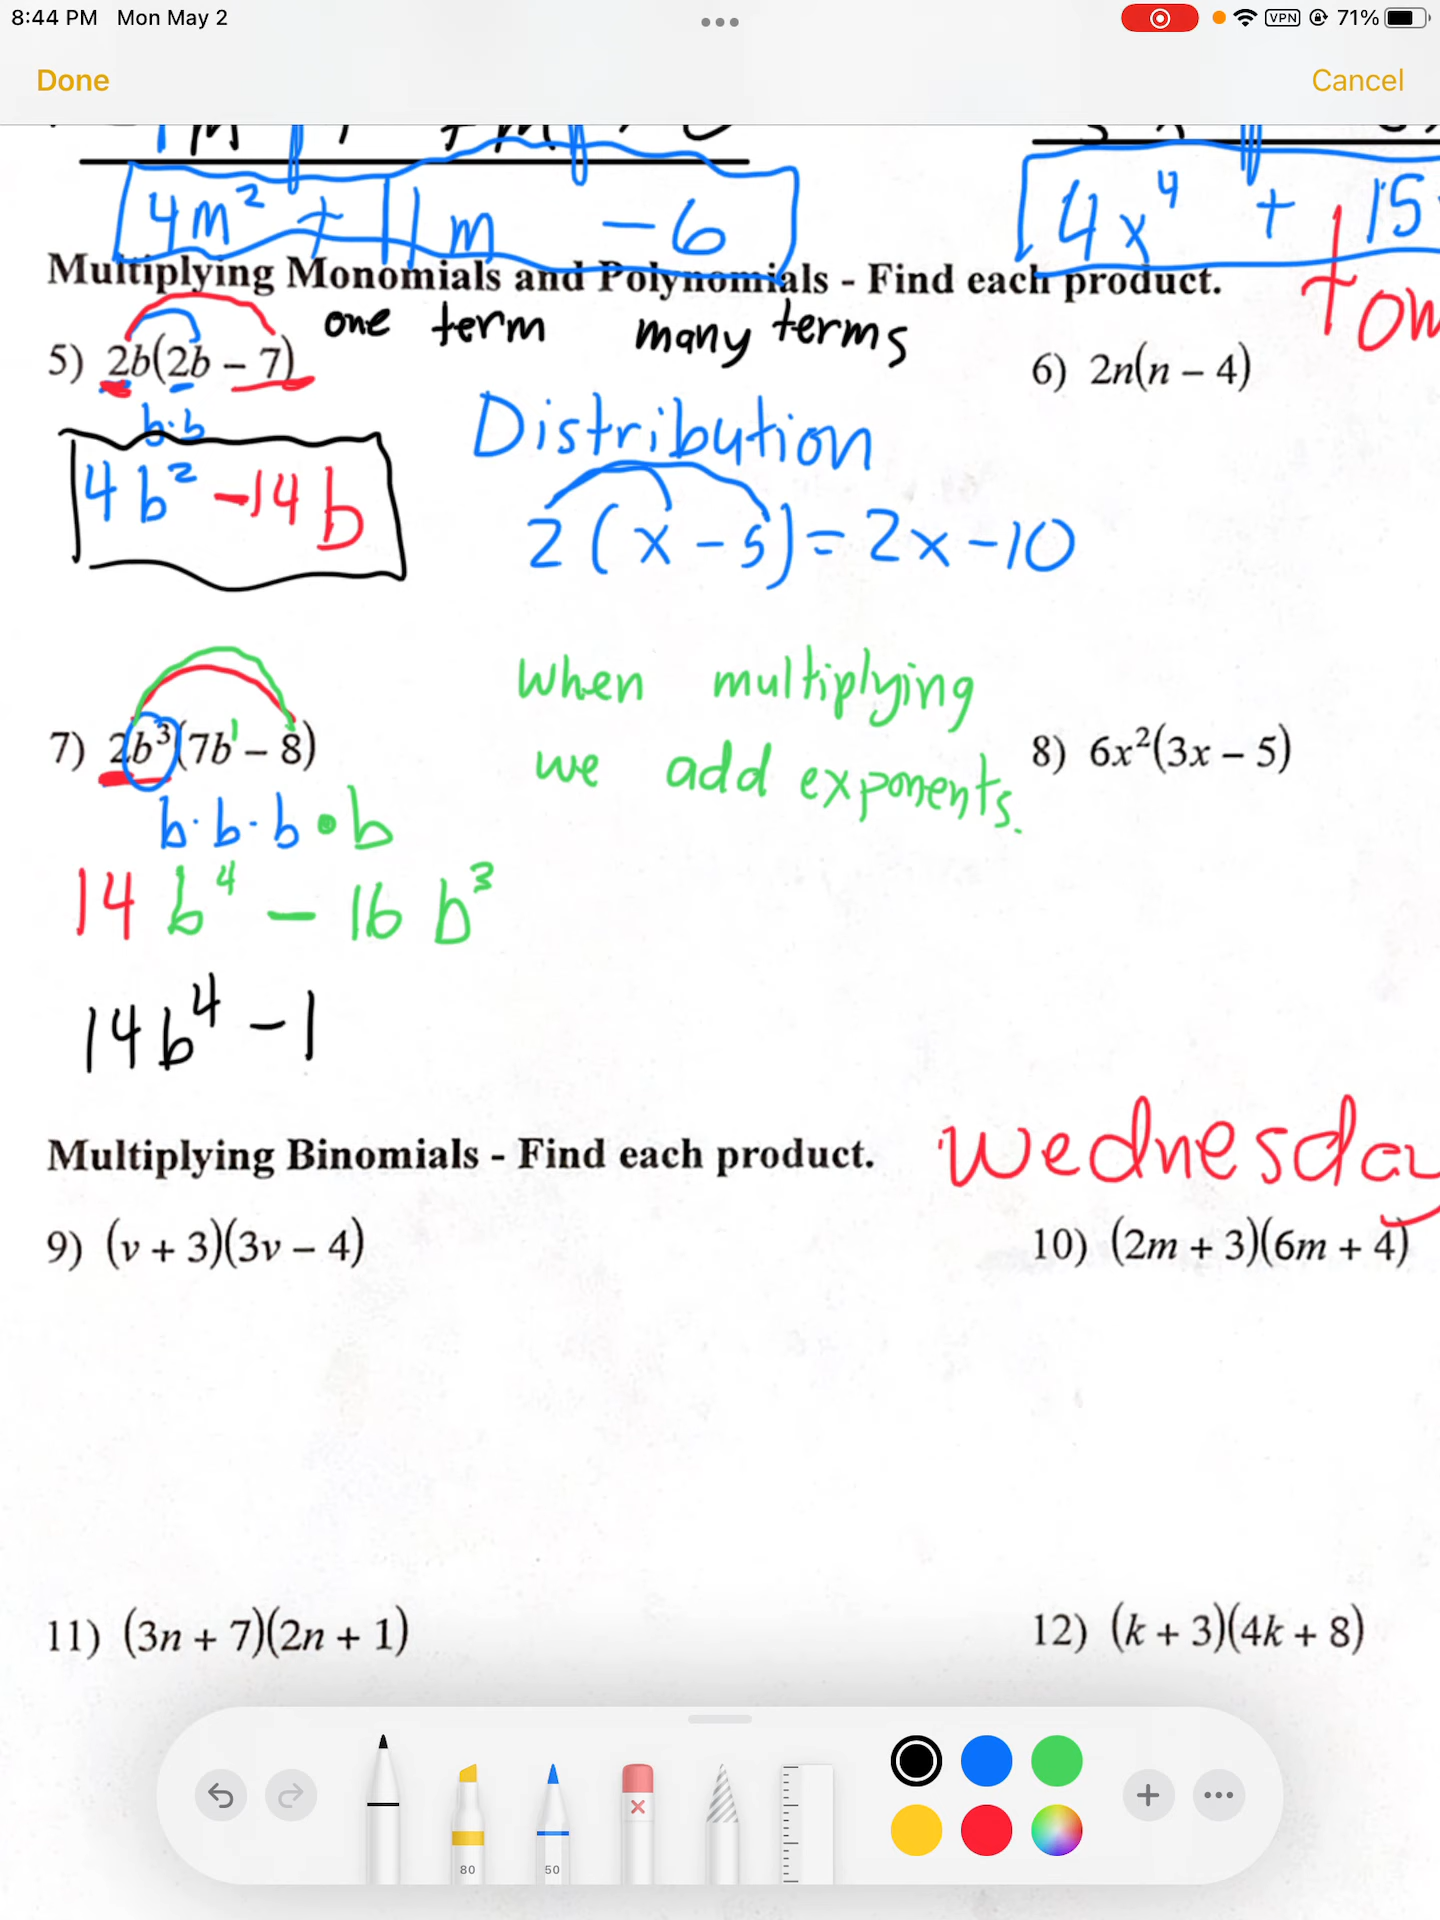 8:44 PM Mon May 2
VPN 71%
Done Cancel
4m² + 11m - 6
4x⁴ + 15
Multiplying Monomials and Polynomials - Find each product.
one term many terms
5) 2b(2b - 7)
6) 2n(n - 4)
b·b
4b² -14b
Distribution
2(x - 5) = 2x - 10
When multiplying
we add exponents.
7) 2b³(7b¹ - 8)
8) 6x²(3x - 5)
b·b·b·b
14b⁴ - 16b³
14b⁴ - 1
Multiplying Binomials - Find each product.
Wednesday
9) (v + 3)(3v - 4)
10) (2m + 3)(6m + 4)
11) (3n + 7)(2n + 1)
12) (k + 3)(4k + 8)
80 50